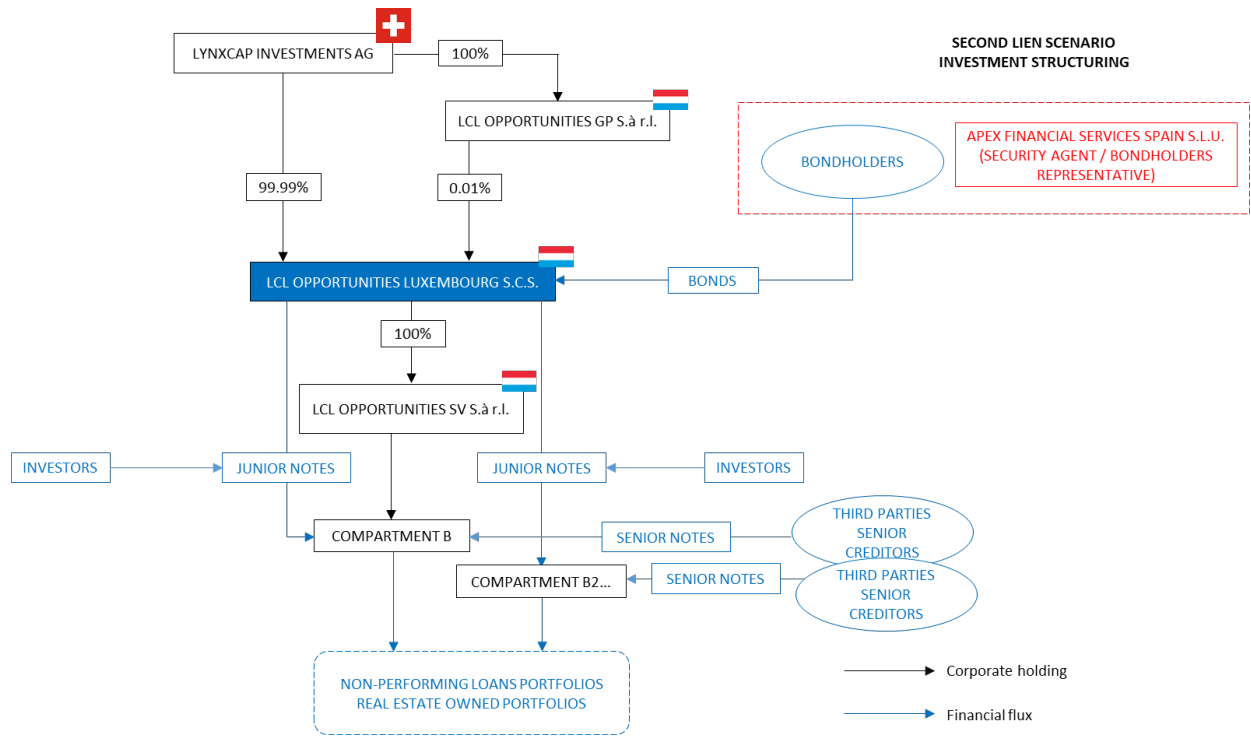 SECOND LIEN SCENARIO
INVESTMENT STRUCTURING
LYNXCAP INVESTMENTS AG
100%
LCL OPPORTUNITIES GP S.à r.l.
BONDHOLDERS
APEX FINANCIAL SERVICES SPAIN S.L.U.
(SECURITY AGENT / BONDHOLDERS
REPRESENTATIVE)
99.99%
0.01%
LCL OPPORTUNITIES LUXEMBOURG S.C.S.
BONDS
100%
LCL OPPORTUNITIES SV S.à r.l.
INVESTORS
JUNIOR NOTES
JUNIOR NOTES
INVESTORS
COMPARTMENT B
SENIOR NOTES
THIRD PARTIES
SENIOR
CREDITORS
COMPARTMENT B2...
SENIOR NOTES
THIRD PARTIES
SENIOR
CREDITORS
NON-PERFORMING LOANS PORTFOLIOS
REAL ESTATE OWNED PORTFOLIOS
Corporate holding
Financial flux